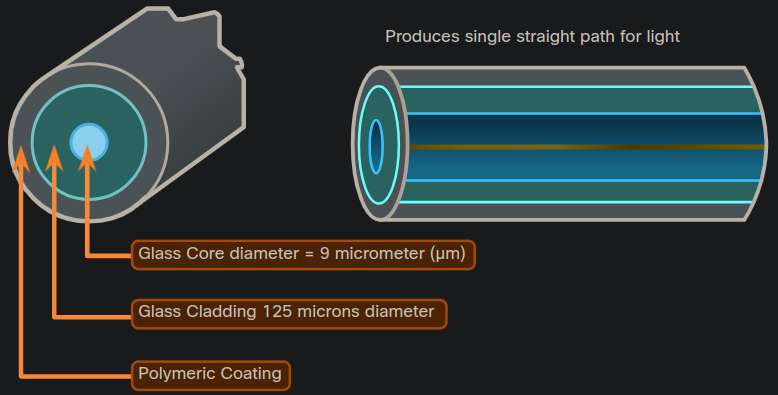 Produces single straight path for light
Glass Core diameter = 9 micrometer (µm)
Glass Cladding 125 microns diameter
Polymeric Coating